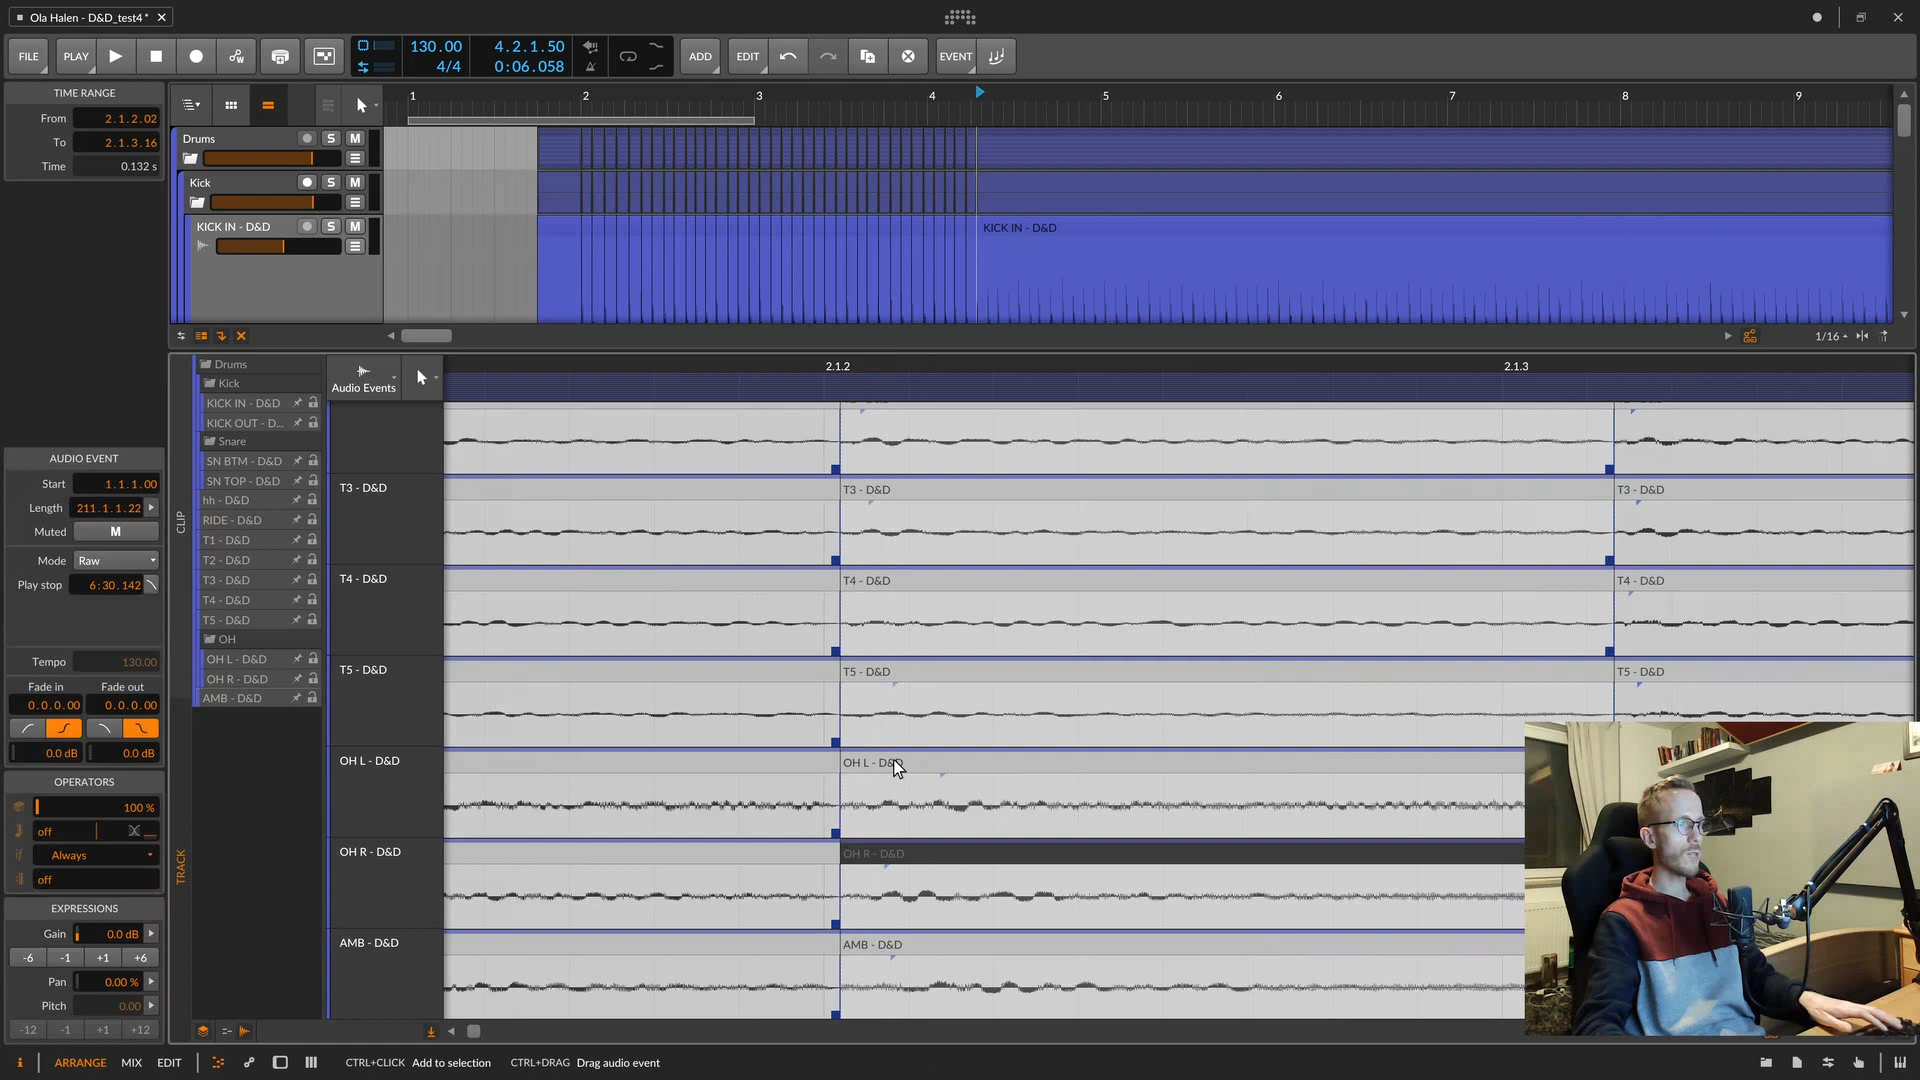 Ola Halen - D&D_test4*
FILE
PLAY
130.00
4/4
4.2.1.50
0:06.058
ADD
EDIT
EVENT
TIME RANGE
From 2.1.2.02
To 2.1.3.16
Time 0.132 s
1 2 3 4 5 6 7 8 9
Drums S M
Kick S M
KICK IN - D&D S M
KICK IN - D&D
1/16
AUDIO EVENT
Start 1.1.1.00
Length 211.1.1.22
Muted M
Mode Raw
Play stop 6:30.142
Tempo 130.00
Fade in Fade out
0.0.0.00 0.0.0.00
0.0 dB 0.0 dB
OPERATORS
100 %
off
Always
off
EXPRESSIONS
Gain 0.0 dB
-6 -1 +1 +6
Pan 0.00 %
Pitch 0.00
-12 -1 +1 +12
CLIP
TRACK
Drums
Kick
KICK IN - D&D
KICK OUT - D...
Snare
SN BTM - D&D
SN TOP - D&D
hh - D&D
RIDE - D&D
T1 - D&D
T2 - D&D
T3 - D&D
T4 - D&D
T5 - D&D
OH
OH L - D&D
OH R - D&D
AMB - D&D
Audio Events
2.1.2 2.1.3
T3 - D&D T3 - D&D T3 - D&D
T4 - D&D T4 - D&D T4 - D&D
T5 - D&D T5 - D&D T5 - D&D
OH L - D&D OH L - D&D
OH R - D&D OH R - D&D
AMB - D&D AMB - D&D
i ARRANGE MIX EDIT
CTRL+CLICK Add to selection CTRL+DRAG Drag audio event